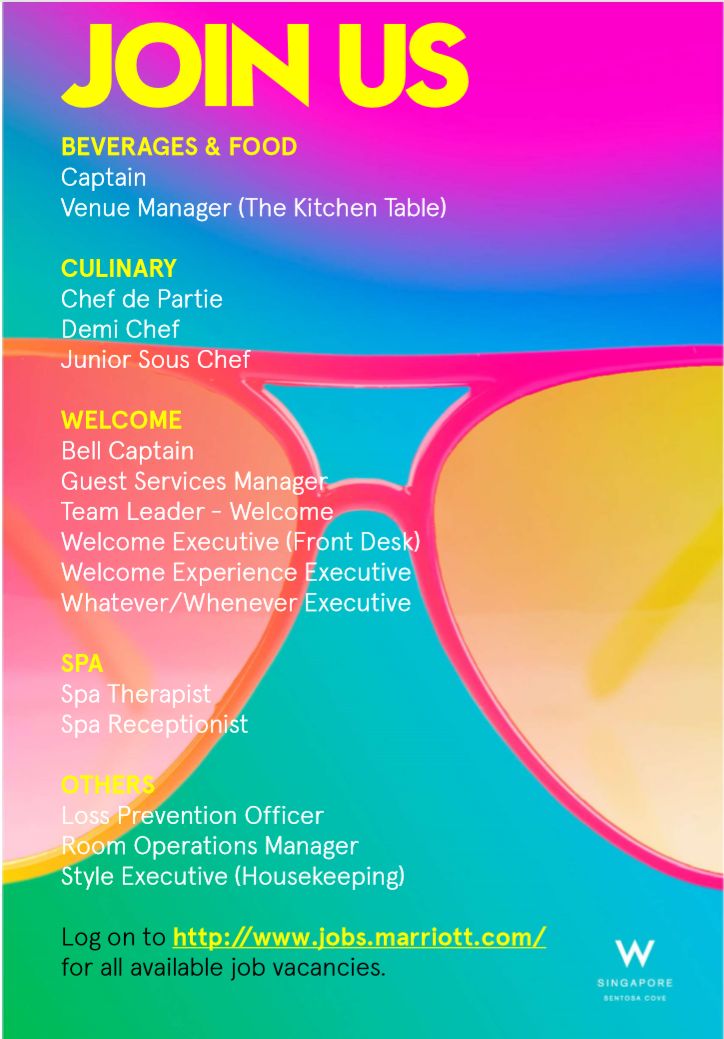 JOIN US
BEVERAGES & FOOD
Captain
Venue Manager (The Kitchen Table)
CULINARY
Chef de Partie
Demi Chef
Junior Sous Chef
WELCOME
Bell Captain
Guest Services Manager
Team Leader - Welcome
Welcome Executive (Front Desk)
Welcome Experience Executive
Whatever/Whenever Executive
SPA
Spa Therapist
Spa Receptionist
OTHERS
Loss Prevention Officer
Room Operations Manager
Style Executive (Housekeeping)
Log on to http://www.jobs.marriott.com/
for all available job vacancies.
W
SINGAPORE
SENTOSA COVE